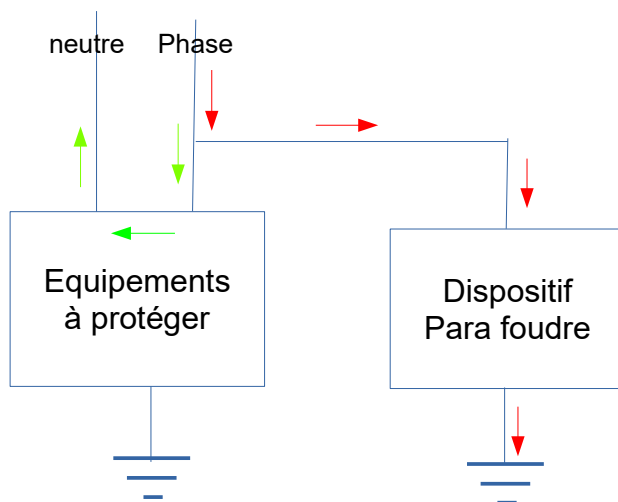 neutre Phase
Equipements
à protéger
Dispositif
Para foudre